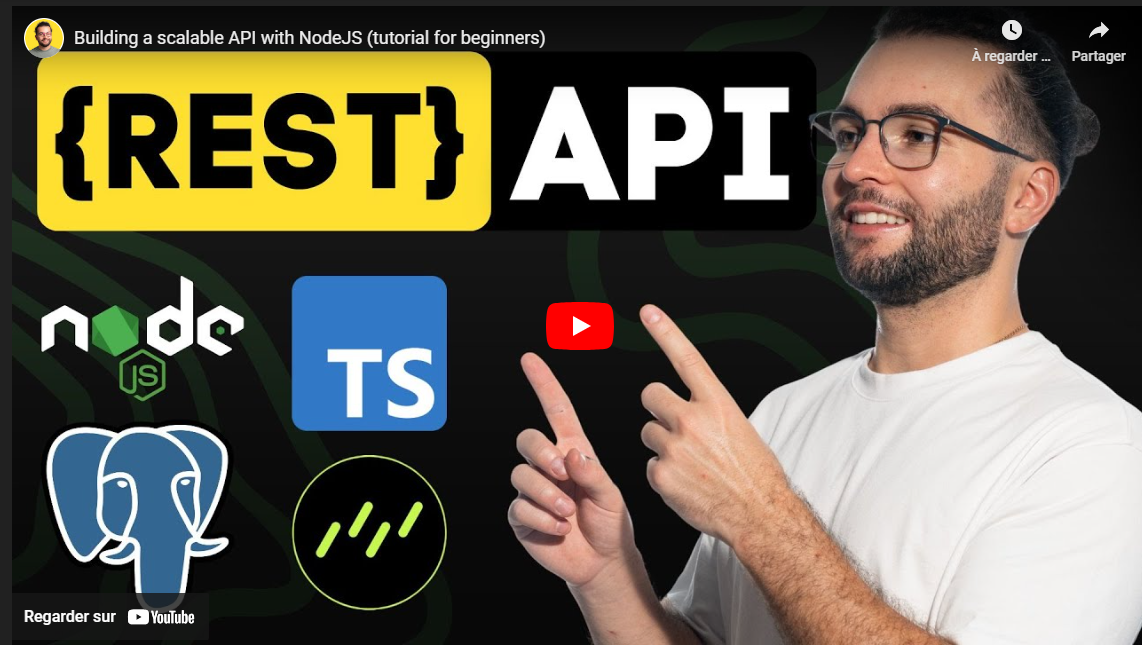 Building a scalable API with NodeJS (tutorial for beginners)
À regarder ...
Partager
{REST} API
node
JS
TS
Regarder sur YouTube